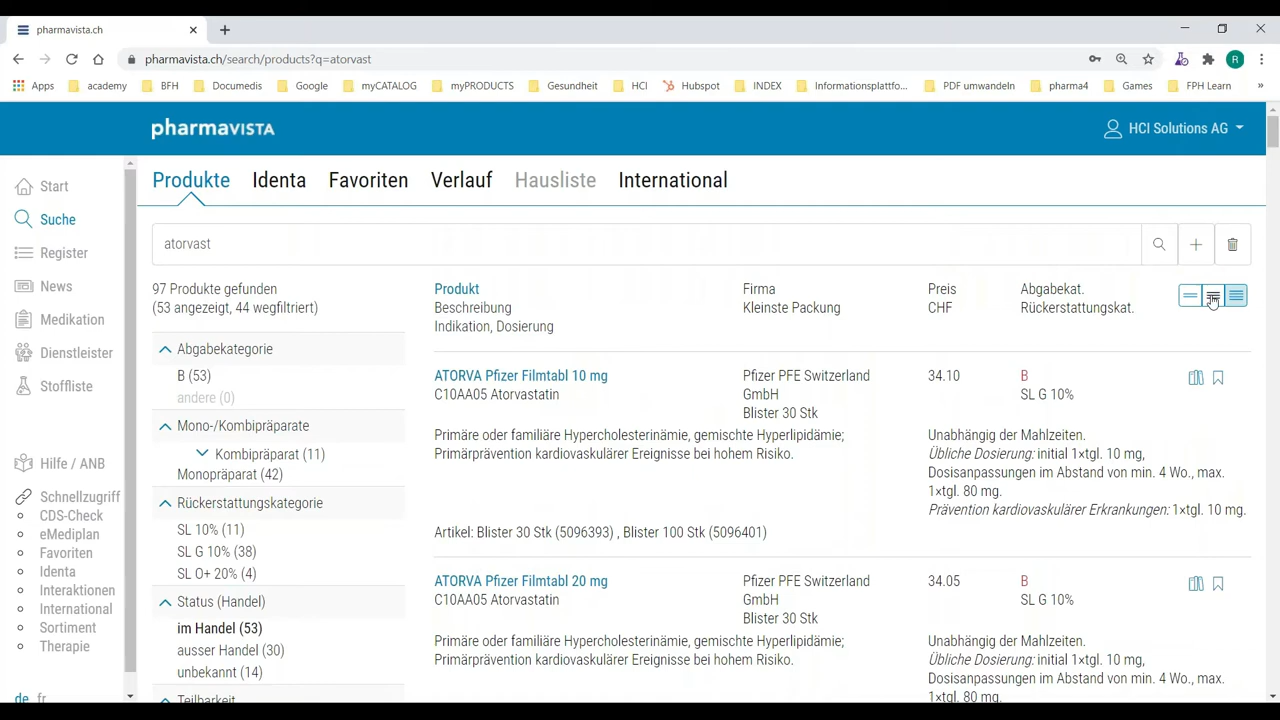 pharmavista.ch
pharmavista.ch/search/products?q=atorvast
R
Apps
academy
BFH
Documedis
Google
myCATALOG
myPRODUCTS
Gesundheit
HCI
Hubspot
INDEX
Informationsplattfo...
PDF umwandeln
pharma4
Games
FPH Learn
»
pharmavista
HCI Solutions AG
Start
Suche
Register
News
Medikation
Dienstleister
Stoffliste
Hilfe / ANB
Schnellzugriff
CDS-Check
eMediplan
Favoriten
Identa
Interaktionen
International
Sortiment
Therapie
de fr
Produkte Identa Favoriten Verlauf Hausliste International
atorvast
97 Produkte gefunden
(53 angezeigt, 44 wegfiltriert)
Abgabekategorie
B (53)
andere (0)
Mono-/Kombipräparate
Kombipräparat (11)
Monopräparat (42)
Rückerstattungskategorie
SL 10% (11)
SL G 10% (38)
SL O+ 20% (4)
Status (Handel)
im Handel (53)
ausser Handel (30)
unbekannt (14)
Teilbarkeit
Produkt
Beschreibung
Indikation, Dosierung
Firma
Kleinste Packung
Preis
CHF
Abgabekat.
Rückerstattungskat.
ATORVA Pfizer Filmtabl 10 mg
C10AA05 Atorvastatin
Pfizer PFE Switzerland
GmbH
Blister 30 Stk
34.10
B
SL G 10%
Primäre oder familiäre Hypercholesterinämie, gemischte Hyperlipidämie;
Primärprävention kardiovaskulärer Ereignisse bei hohem Risiko.
Unabhängig der Mahlzeiten.
Übliche Dosierung: initial 1×tgl. 10 mg,
Dosisanpassungen im Abstand von min. 4 Wo., max.
1×tgl. 80 mg.
Prävention kardiovaskulärer Erkrankungen: 1×tgl. 10 mg.
Artikel: Blister 30 Stk (5096393) , Blister 100 Stk (5096401)
ATORVA Pfizer Filmtabl 20 mg
C10AA05 Atorvastatin
Pfizer PFE Switzerland
GmbH
Blister 30 Stk
34.05
B
SL G 10%
Primäre oder familiäre Hypercholesterinämie, gemischte Hyperlipidämie;
Primärprävention kardiovaskulärer Ereignisse bei hohem Risiko.
Unabhängig der Mahlzeiten.
Übliche Dosierung: initial 1×tgl. 10 mg,
Dosisanpassungen im Abstand von min. 4 Wo., max.
1×tgl. 80 mg.